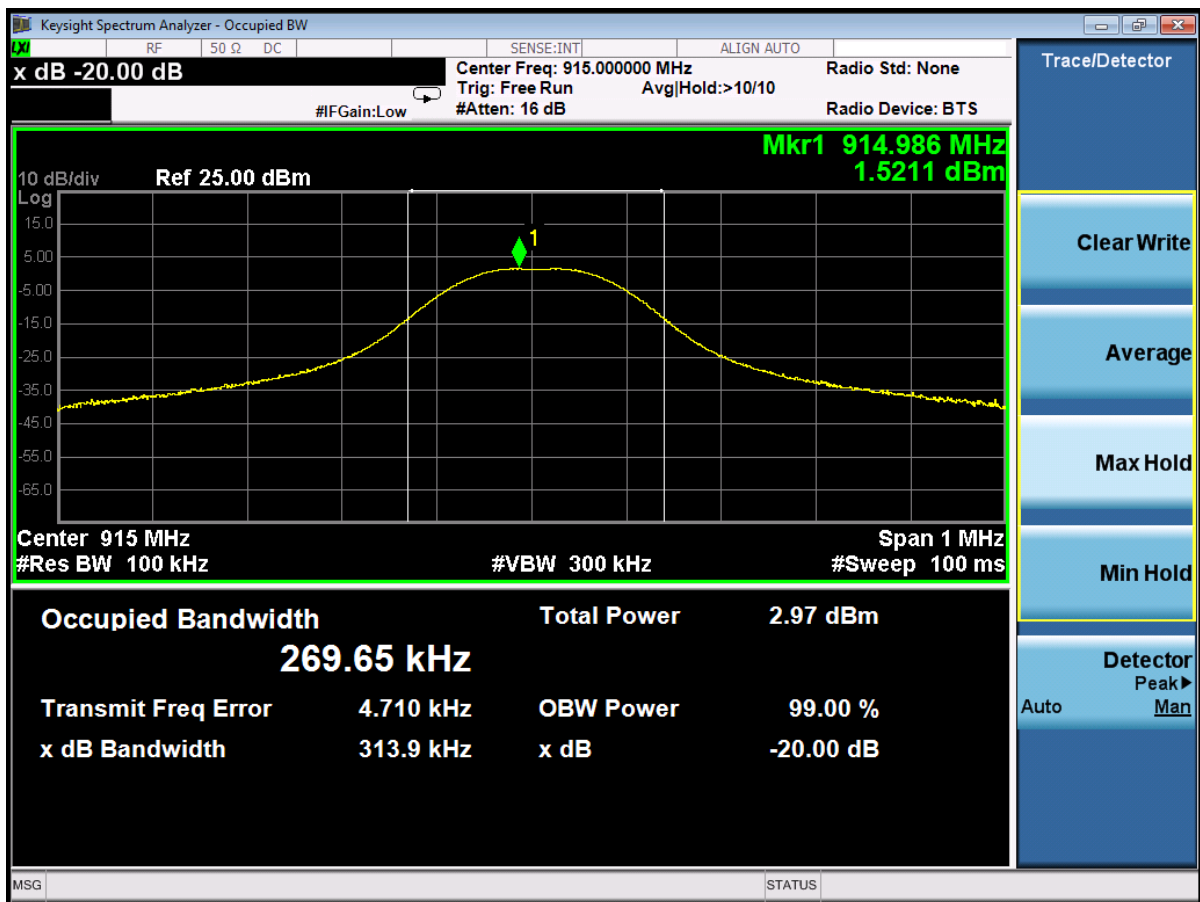 Keysight Spectrum Analyzer - Occupied BW
LXI RF 50 Ω DC SENSE:INT ALIGN AUTO
x dB -20.00 dB
Center Freq: 915.000000 MHz Radio Std: None
Trig: Free Run Avg|Hold:>10/10
#IFGain:Low #Atten: 16 dB Radio Device: BTS
Mkr1 914.986 MHz
1.5211 dBm
10 dB/div Ref 25.00 dBm
Log
15.0
5.00
-5.00
-15.0
-25.0
-35.0
-45.0
-55.0
-65.0
1
Center 915 MHz Span 1 MHz
#Res BW 100 kHz #VBW 300 kHz #Sweep 100 ms
Occupied Bandwidth Total Power 2.97 dBm
269.65 kHz
Transmit Freq Error 4.710 kHz OBW Power 99.00 %
x dB Bandwidth 313.9 kHz x dB -20.00 dB
MSG STATUS
Trace/Detector
Clear Write
Average
Max Hold
Min Hold
Detector
Peak▶
Auto Man